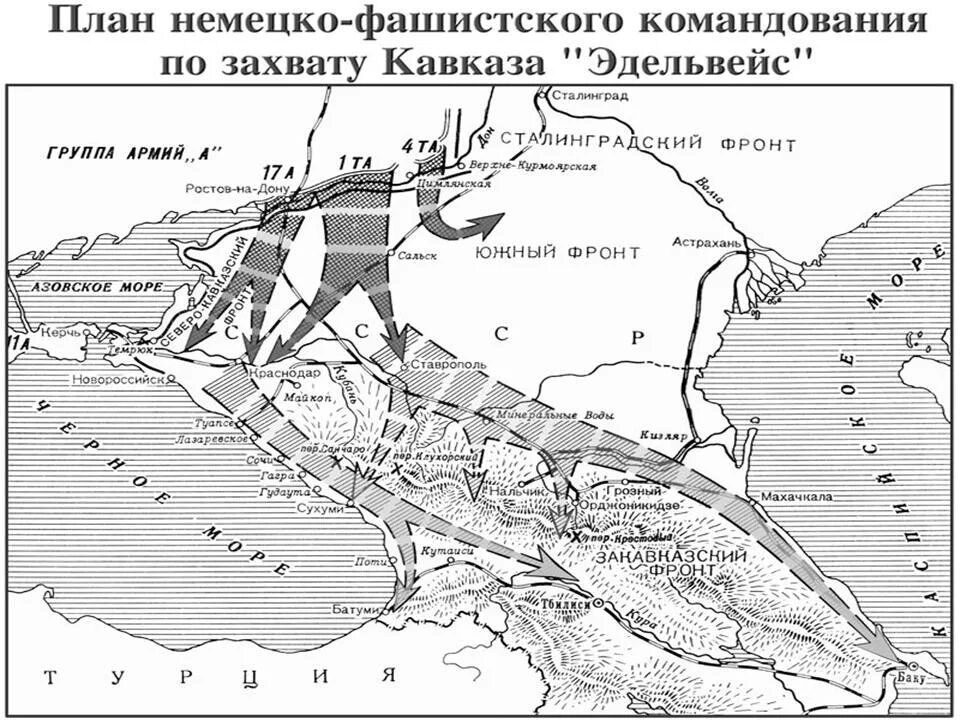 План немецко-фашистского командования
по захвату Кавказа "Эдельвейс"
Сталинград
СТАЛИНГРАДСКИЙ ФРОНТ
ГРУППА АРМИЙ „А"
17 А
1 ТА
4 ТА
Дон
Верхне-Курмоярская
Ростов-на-Дону
Цимлянская
Волга
Астрахань
Сальск
ЮЖНЫЙ ФРОНТ
СЕВЕРО-КАВКАЗСКИЙ
ФРОНТ
АЗОВСКОЕ МОРЕ
С С С Р
Керчь
11А
Темрюк
Новороссийск
Краснодар
Кубань
Ставрополь
Майкоп
Минеральные Воды
Туапсе
Лазаревское
Кизляр
пер. Санчаро
пер. Клухорский
Сочи
Гагра
Гудаута
Сухуми
Нальчик
Грозный
Орджоникидзе
Махачкала
пер. Крестовый
ЗАКАВКАЗСКИЙ
ФРОНТ
ЧЕРНОЕ МОРЕ
КАСПИЙСКОЕ МОРЕ
Поти
Кутаиси
Батуми
Тбилиси
Кура
Баку
ТУРЦИЯ